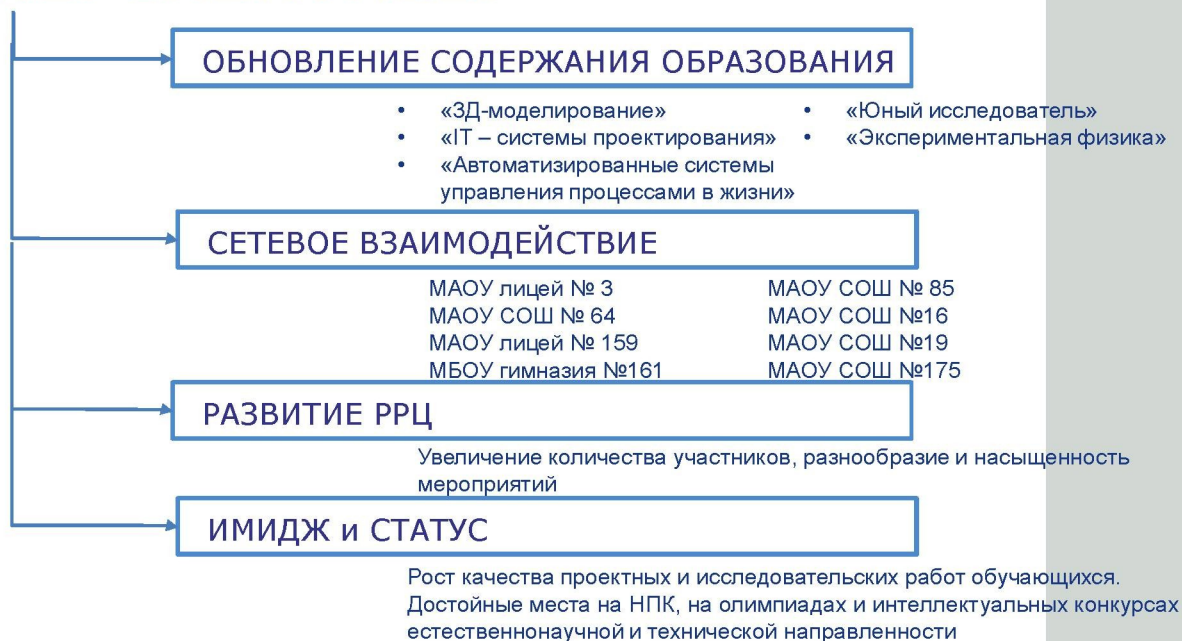 ОБНОВЛЕНИЕ СОДЕРЖАНИЯ ОБРАЗОВАНИЯ
• «3Д-моделирование»
• «IT – системы проектирования»
• «Автоматизированные системы
управления процессами в жизни»
• «Юный исследователь»
• «Экспериментальная физика»
СЕТЕВОЕ ВЗАИМОДЕЙСТВИЕ
МАОУ лицей № 3
МАОУ СОШ № 64
МАОУ лицей № 159
МБОУ гимназия №161
МАОУ СОШ № 85
МАОУ СОШ №16
МАОУ СОШ №19
МАОУ СОШ №175
РАЗВИТИЕ РРЦ
Увеличение количества участников, разнообразие и насыщенность
мероприятий
ИМИДЖ и СТАТУС
Рост качества проектных и исследовательских работ обучающихся.
Достойные места на НПК, на олимпиадах и интеллектуальных конкурсах
естественнонаучной и технической направленности